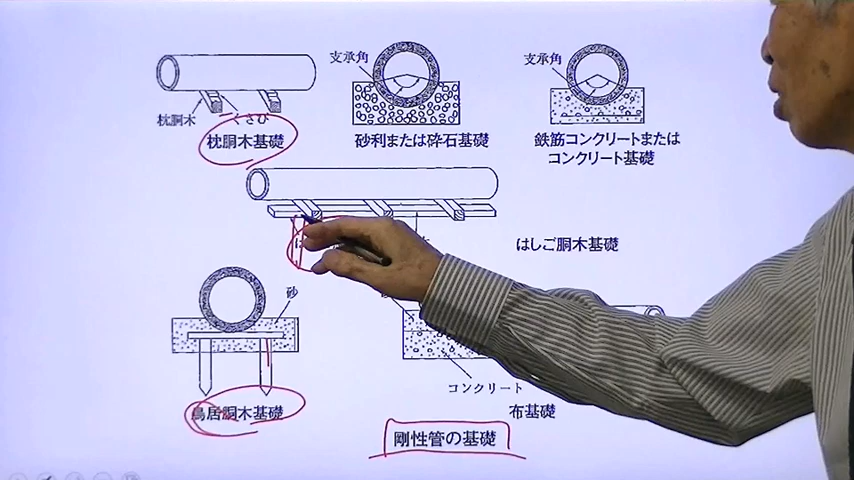 支承角
支承角
枕胴木
くさび
枕胴木基礎
砂利または砕石基礎
鉄筋コンクリートまたは
コンクリート基礎
はしご胴木基礎
砂
コンクリート
鳥居胴木基礎
布基礎
剛性管の基礎